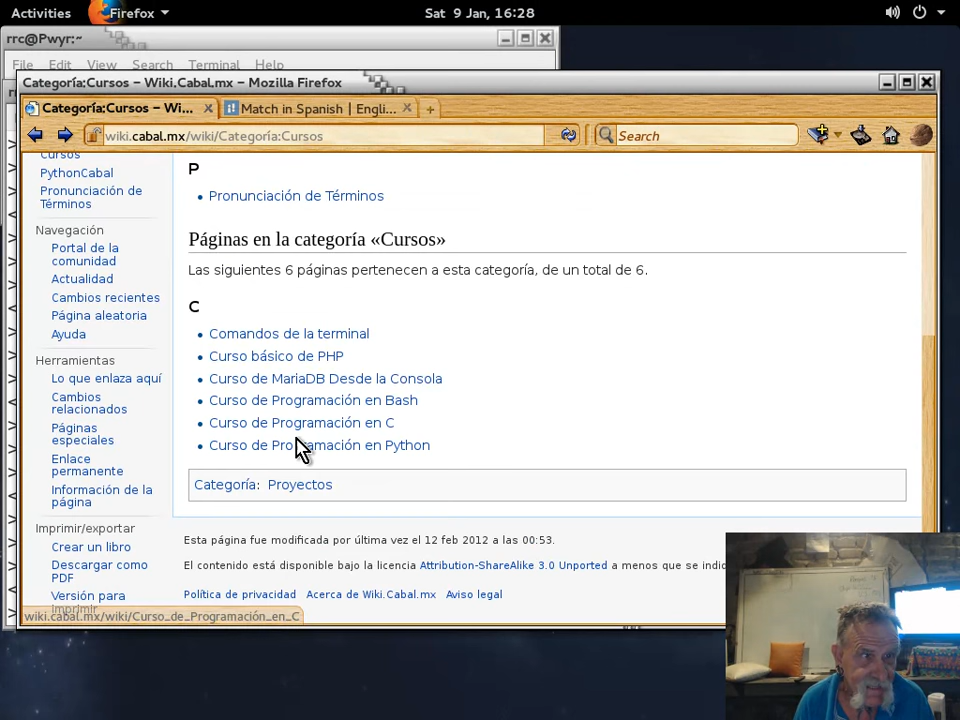 Activities Firefox Sat 9 Jan, 16:28
rrc@Pwyr:~
File Edit View Search Terminal Help
Categoría:Cursos – Wiki.Cabal.mx – Mozilla Firefox
Categoría:Cursos – Wi... Match in Spanish | Engli...
wiki.cabal.mx/wiki/Categoría:Cursos Search
Cursos
PythonCabal
Pronunciación de
Términos
Navegación
Portal de la
comunidad
Actualidad
Cambios recientes
Página aleatoria
Ayuda
Herramientas
Lo que enlaza aquí
Cambios
relacionados
Páginas
especiales
Enlace
permanente
Información de la
página
Imprimir/exportar
Crear un libro
Descargar como
PDF
Versión para
imprimir
P
Pronunciación de Términos
Páginas en la categoría «Cursos»
Las siguientes 6 páginas pertenecen a esta categoría, de un total de 6.
C
Comandos de la terminal
Curso básico de PHP
Curso de MariaDB Desde la Consola
Curso de Programación en Bash
Curso de Programación en C
Curso de Programación en Python
Categoría: Proyectos
Esta página fue modificada por última vez el 12 feb 2012 a las 00:53.
El contenido está disponible bajo la licencia Attribution-ShareAlike 3.0 Unported a menos que se indi
Política de privacidad Acerca de Wiki.Cabal.mx Aviso legal
wiki.cabal.mx/wiki/Curso_de_Programación_en_C